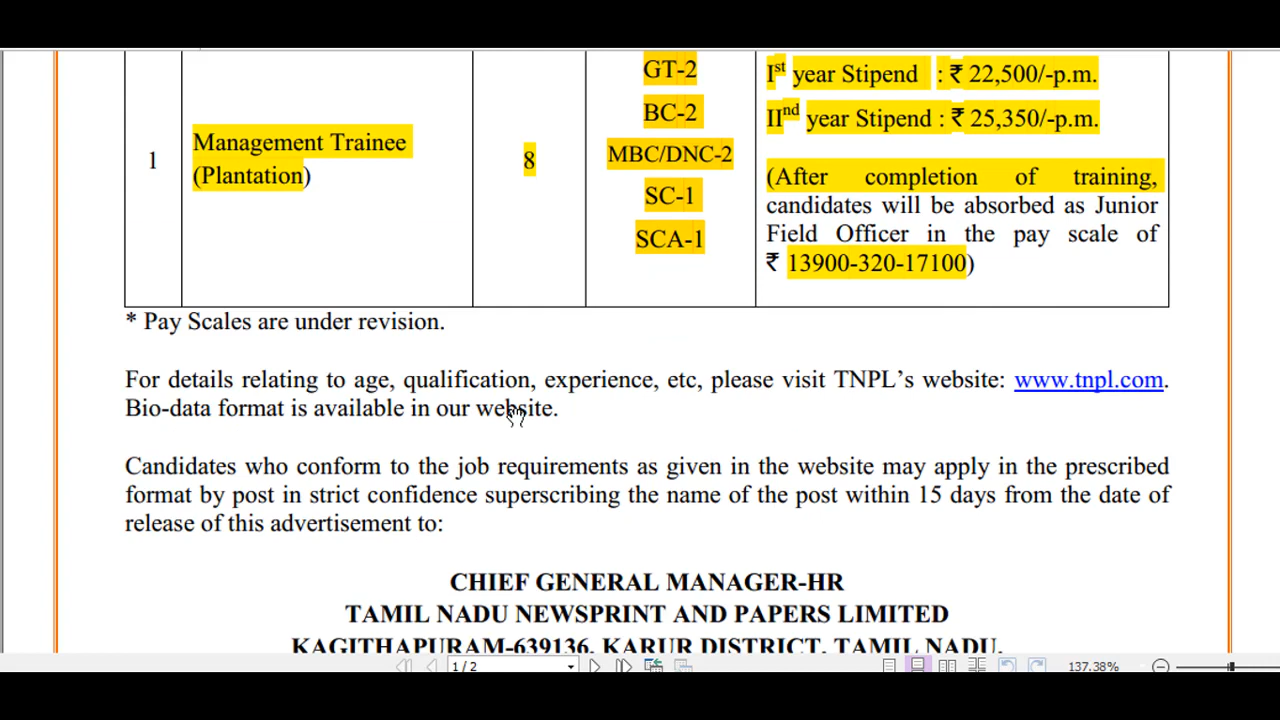 GT-2
BC-2
MBC/DNC-2
SC-1
SCA-1
1
Management Trainee
(Plantation)
8
Ist year Stipend : ₹ 22,500/-p.m.
IInd year Stipend : ₹ 25,350/-p.m.
(After completion of training,
candidates will be absorbed as Junior
Field Officer in the pay scale of
₹ 13900-320-17100)
* Pay Scales are under revision.
For details relating to age, qualification, experience, etc, please visit TNPL's website: www.tnpl.com.
Bio-data format is available in our website.
Candidates who conform to the job requirements as given in the website may apply in the prescribed
format by post in strict confidence superscribing the name of the post within 15 days from the date of
release of this advertisement to:
CHIEF GENERAL MANAGER-HR
TAMIL NADU NEWSPRINT AND PAPERS LIMITED
KAGITHAPURAM-639136, KARUR DISTRICT, TAMIL NADU.
1 / 2
137.38%